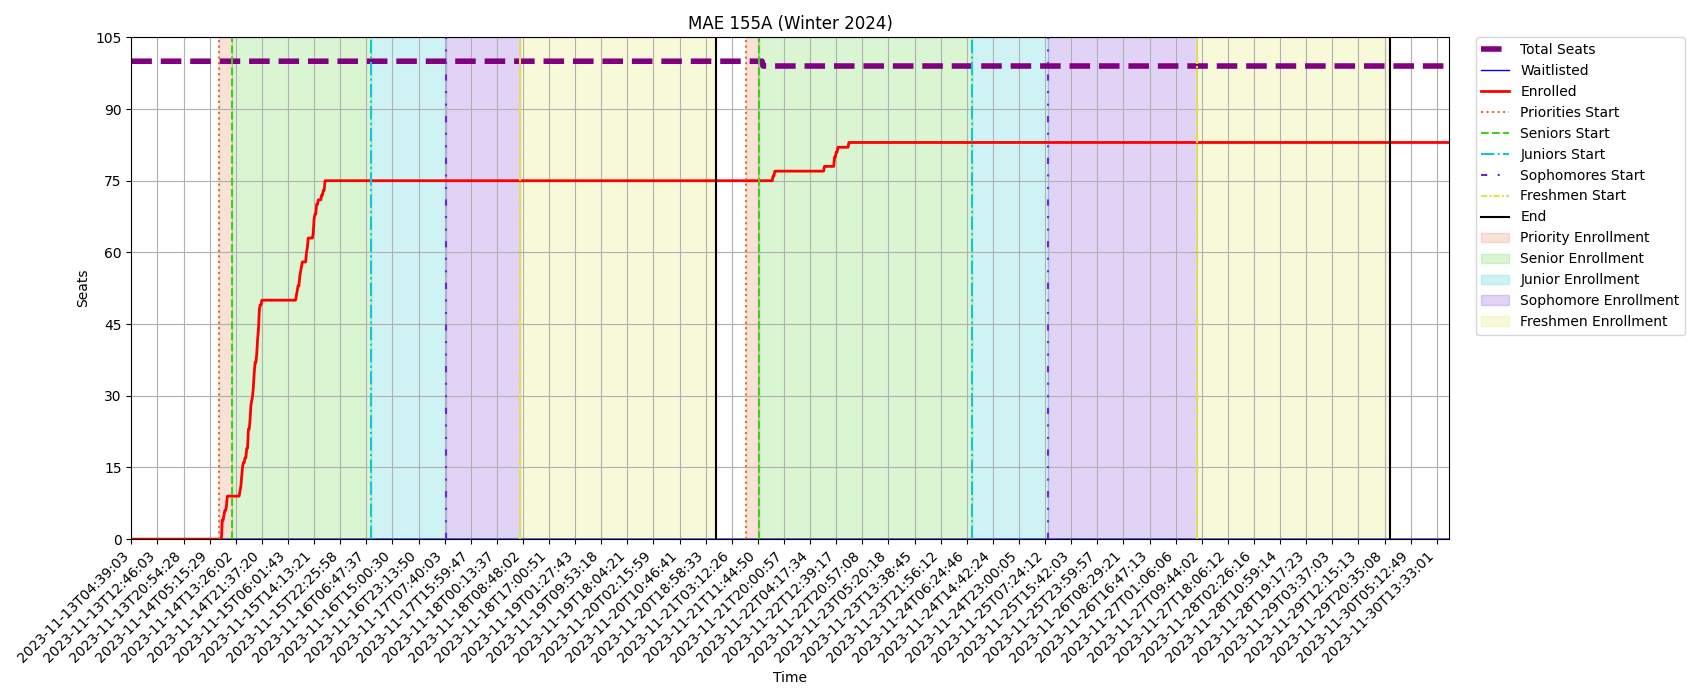 MAE 155A (Winter 2024)
105
90
75
60
45
30
15
0
Seats
2023-11-13T04:39:03
2023-11-13T12:46:03
2023-11-13T20:54:28
2023-11-14T05:15:29
2023-11-14T13:26:02
2023-11-14T21:37:20
2023-11-15T06:01:43
2023-11-15T14:13:21
2023-11-15T22:25:58
2023-11-16T06:47:37
2023-11-16T15:00:30
2023-11-16T23:13:50
2023-11-17T07:40:03
2023-11-17T15:59:47
2023-11-18T00:13:37
2023-11-18T08:48:02
2023-11-18T17:00:51
2023-11-19T01:27:43
2023-11-19T09:53:18
2023-11-19T18:04:21
2023-11-20T02:15:59
2023-11-20T10:46:41
2023-11-20T18:58:33
2023-11-21T03:12:26
2023-11-21T11:44:50
2023-11-21T20:00:57
2023-11-22T04:17:34
2023-11-22T12:39:17
2023-11-22T20:57:08
2023-11-23T05:20:18
2023-11-23T13:38:45
2023-11-23T21:56:12
2023-11-24T06:24:46
2023-11-24T14:42:24
2023-11-24T23:00:05
2023-11-25T07:24:12
2023-11-25T15:42:03
2023-11-25T23:59:57
2023-11-26T08:29:21
2023-11-26T16:47:13
2023-11-27T01:06:06
2023-11-27T09:44:02
2023-11-27T18:06:12
2023-11-28T02:26:16
2023-11-28T10:59:14
2023-11-28T19:17:23
2023-11-29T03:37:03
2023-11-29T12:15:13
2023-11-29T20:35:08
2023-11-30T05:12:49
2023-11-30T13:33:01
Time
Total Seats
Waitlisted
Enrolled
Priorities Start
Seniors Start
Juniors Start
Sophomores Start
Freshmen Start
End
Priority Enrollment
Senior Enrollment
Junior Enrollment
Sophomore Enrollment
Freshmen Enrollment